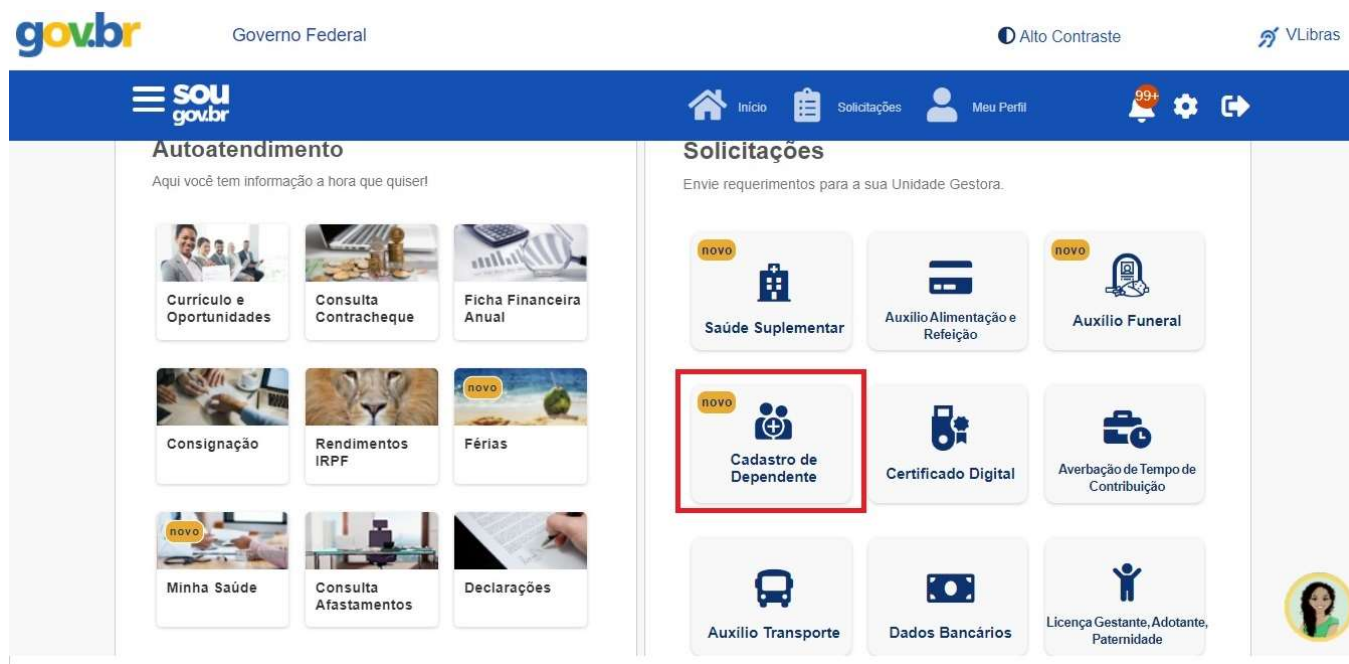 gov.br
Governo Federal
Alto Contraste
VLibras
sou
gov.br
Início
Solicitações
Meu Perfil
99+
Autoatendimento
Aqui você tem informação a hora que quiser!
Currículo e
Oportunidades
Consulta
Contracheque
Ficha Financeira
Anual
Consignação
Rendimentos
IRPF
novo
Férias
novo
Minha Saúde
Consulta
Afastamentos
Declarações
Solicitações
Envie requerimentos para a sua Unidade Gestora.
novo
Saúde Suplementar
Auxílio Alimentação e
Refeição
novo
Auxílio Funeral
novo
Cadastro de
Dependente
Certificado Digital
Averbação de Tempo de
Contribuição
Auxílio Transporte
Dados Bancários
Licença Gestante, Adotante,
Paternidade